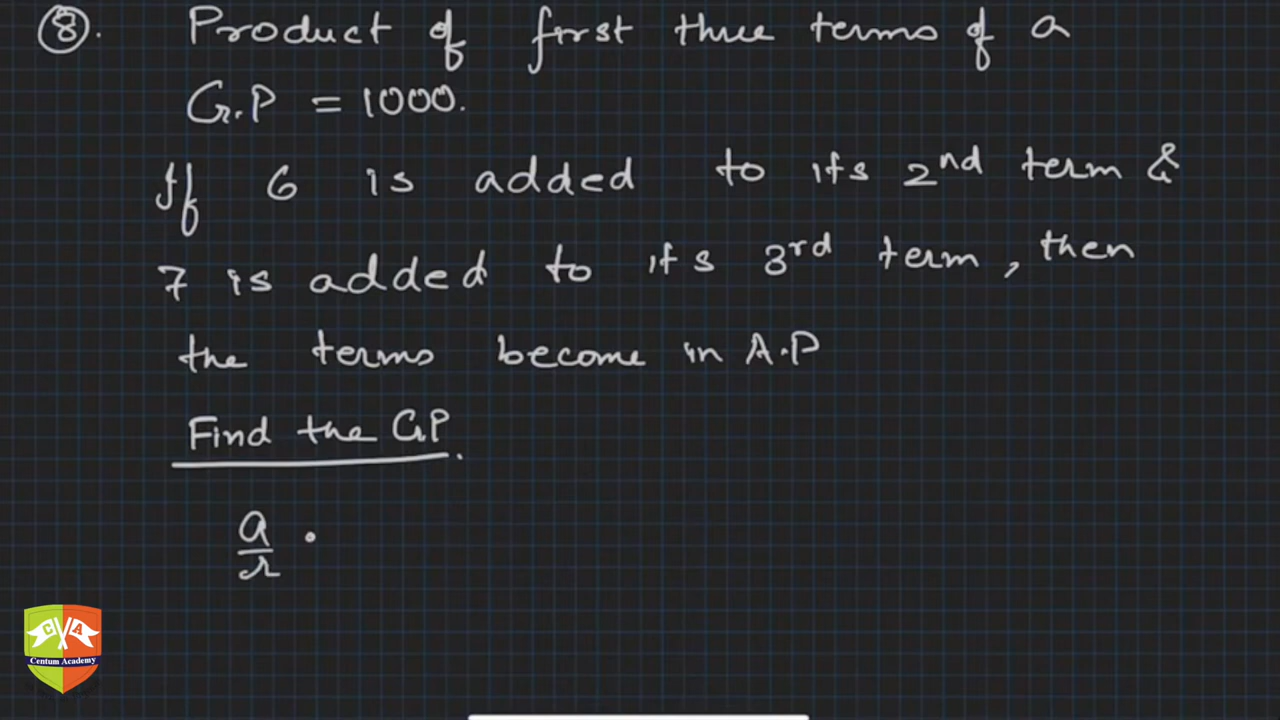 8. Product of first three terms of a
G.P = 1000.
If 6 is added to its 2nd term &
7 is added to its 3rd term, then
the terms become in A.P
Find the GP.
a/r .
C A
Centum Academy